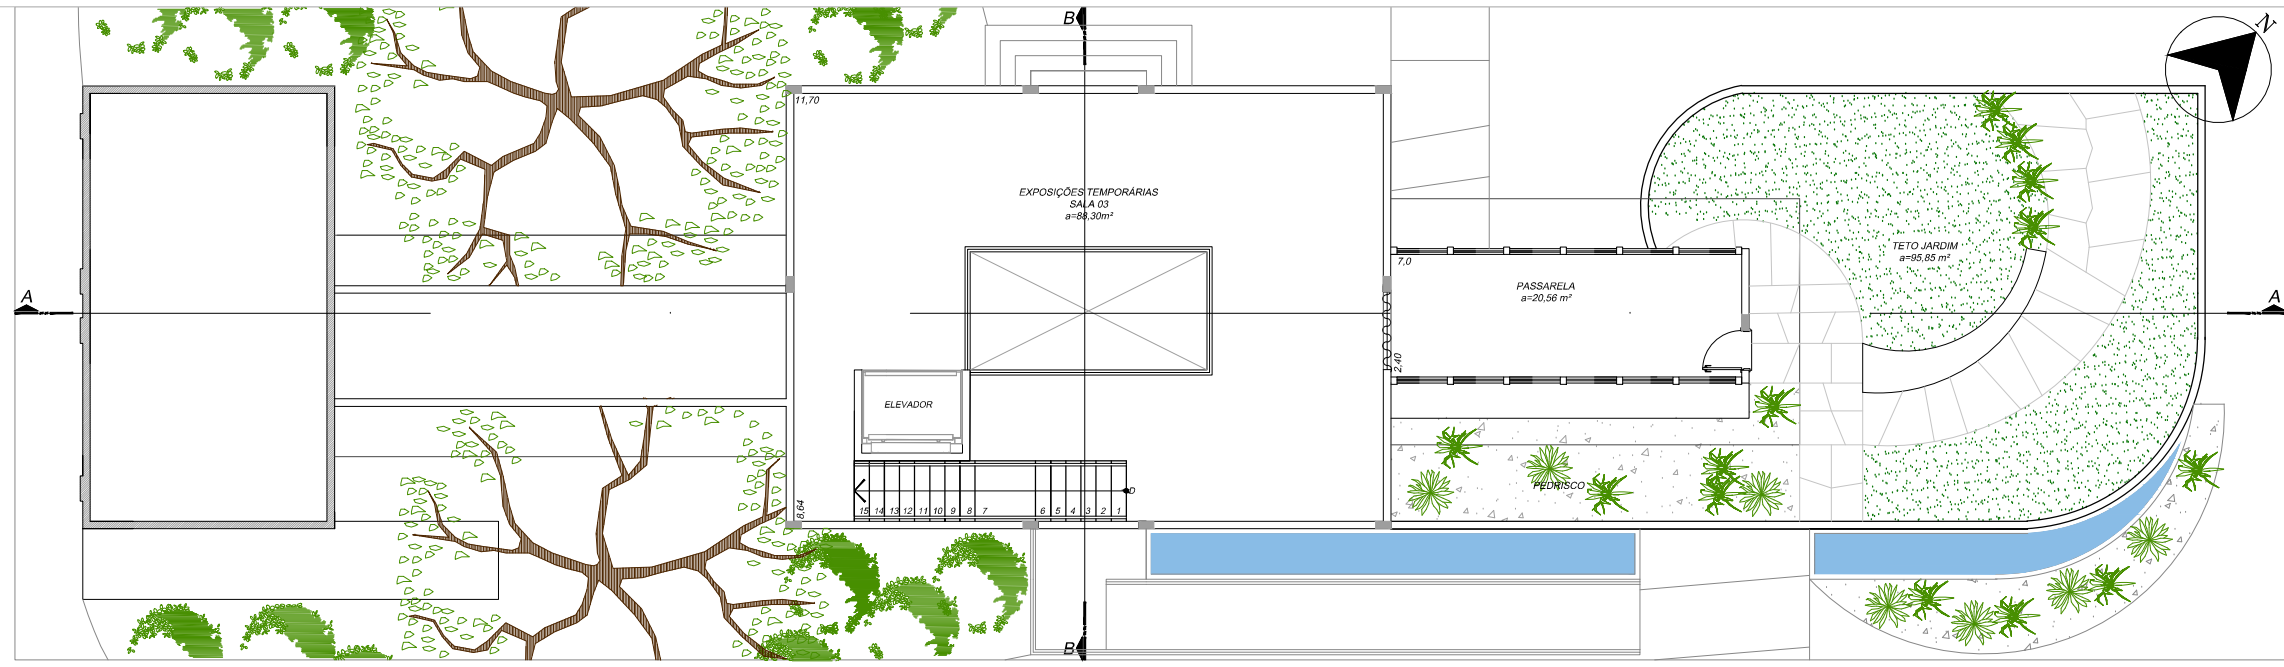 B
N
11,70
EXPOSIÇÕES TEMPORÁRIAS
SALA 03
a=88,30m²
TETO JARDIM
a=95,85 m²
7,0
PASSARELA
a=20,56 m²
A
A
2,40
ELEVADOR
PEDRISCO
D
8,64
15 14 13 12 11 10 9 8 7 6 5 4 3 2 1
B